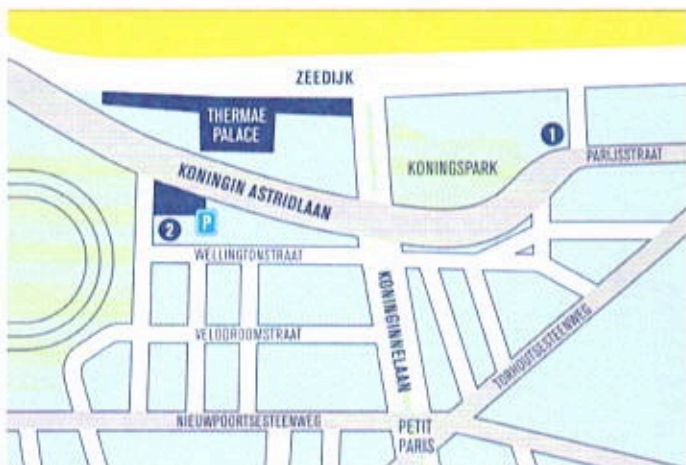 ZEEDIJK
THERMAE
PALACE
1
KONINGSPARK
PARIJSSTRAAT
KONINGIN ASTRIDLAAN
2
P
WELLINGTONSTRAAT
KONINGINNELAAN
VELODROOMSTRAAT
TORHOUTSESTEENWEG
NIEUWPOORTSESTEENWEG
PETIT
PARIS